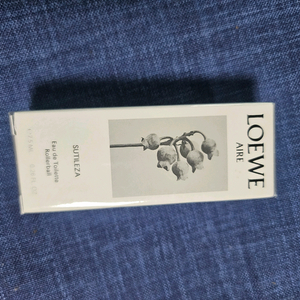 LOEWE
AIRE
SUTILEZA
Eau de Toilette
Rollerball